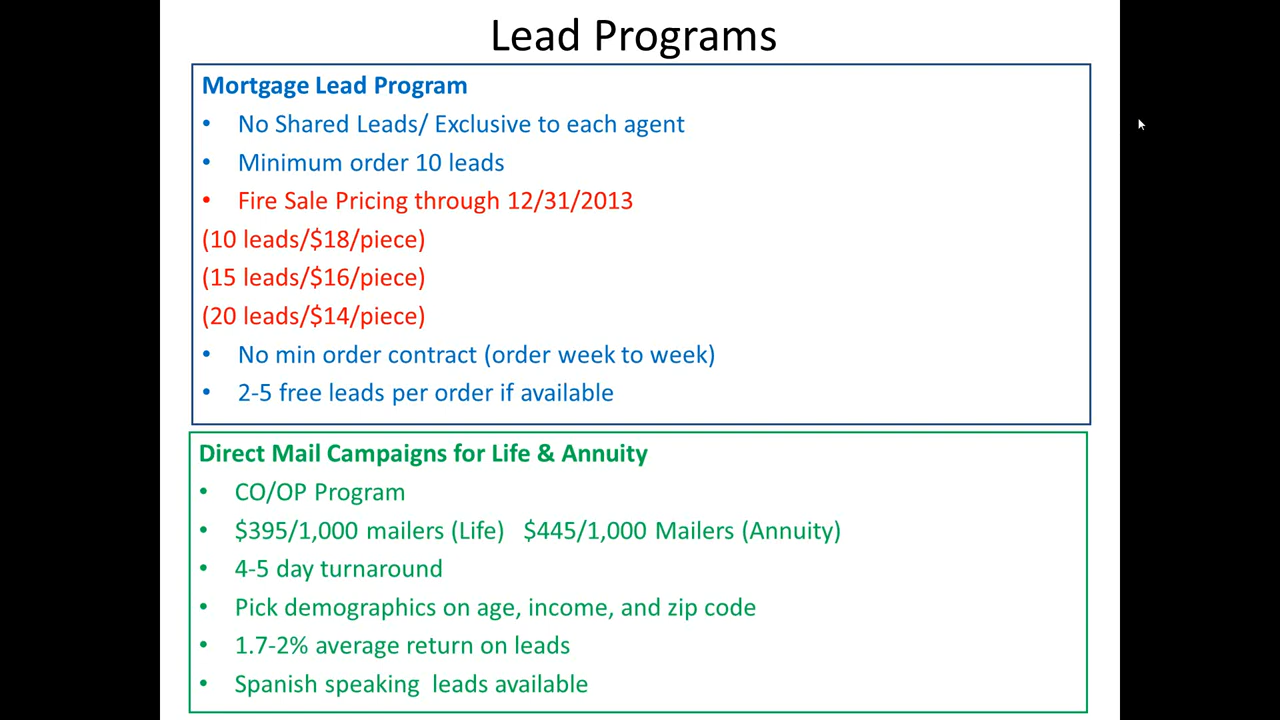 Lead Programs
Mortgage Lead Program
• No Shared Leads/ Exclusive to each agent
• Minimum order 10 leads
• Fire Sale Pricing through 12/31/2013
(10 leads/$18/piece)
(15 leads/$16/piece)
(20 leads/$14/piece)
• No min order contract (order week to week)
• 2-5 free leads per order if available
Direct Mail Campaigns for Life & Annuity
• CO/OP Program
• $395/1,000 mailers (Life)   $445/1,000 Mailers (Annuity)
• 4-5 day turnaround
• Pick demographics on age, income, and zip code
• 1.7-2% average return on leads
• Spanish speaking  leads available